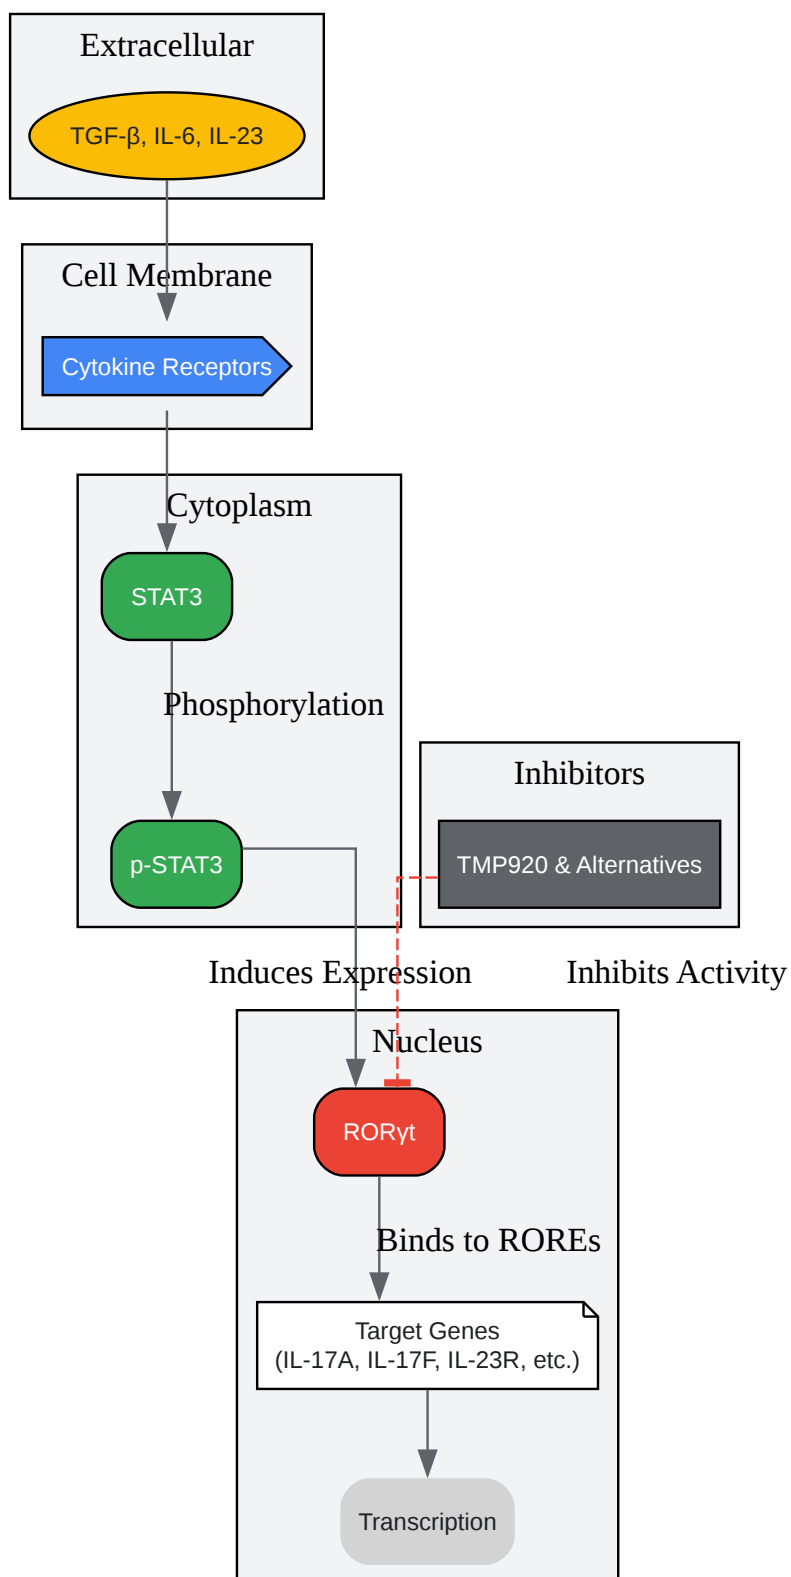 Extracellular
TGF-β, IL-6, IL-23
Cell Membrane
Cytokine Receptors
Cytoplasm
STAT3
Phosphorylation
Inhibitors
p-STAT3
TMP920 & Alternatives
Induces Expression
Inhibits Activity
Nucleus
RORγt
Binds to ROREs
Target Genes
(IL-17A, IL-17F, IL-23R, etc.)
Transcription